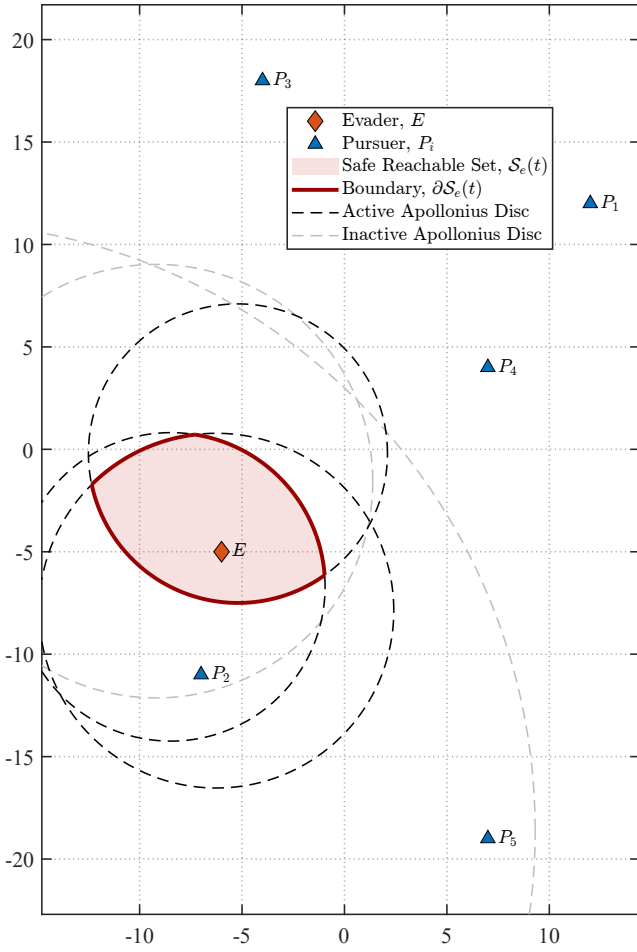 20
15
10
5
0
-5
-10
-15
-20
-10
-5
0
5
10
P₃
Evader, E
Pursuer, Pᵢ
Safe Reachable Set, 𝒮ₑ(t)
Boundary, ∂𝒮ₑ(t)
Active Apollonius Disc
Inactive Apollonius Disc
P₁
P₄
E
P₂
P₅